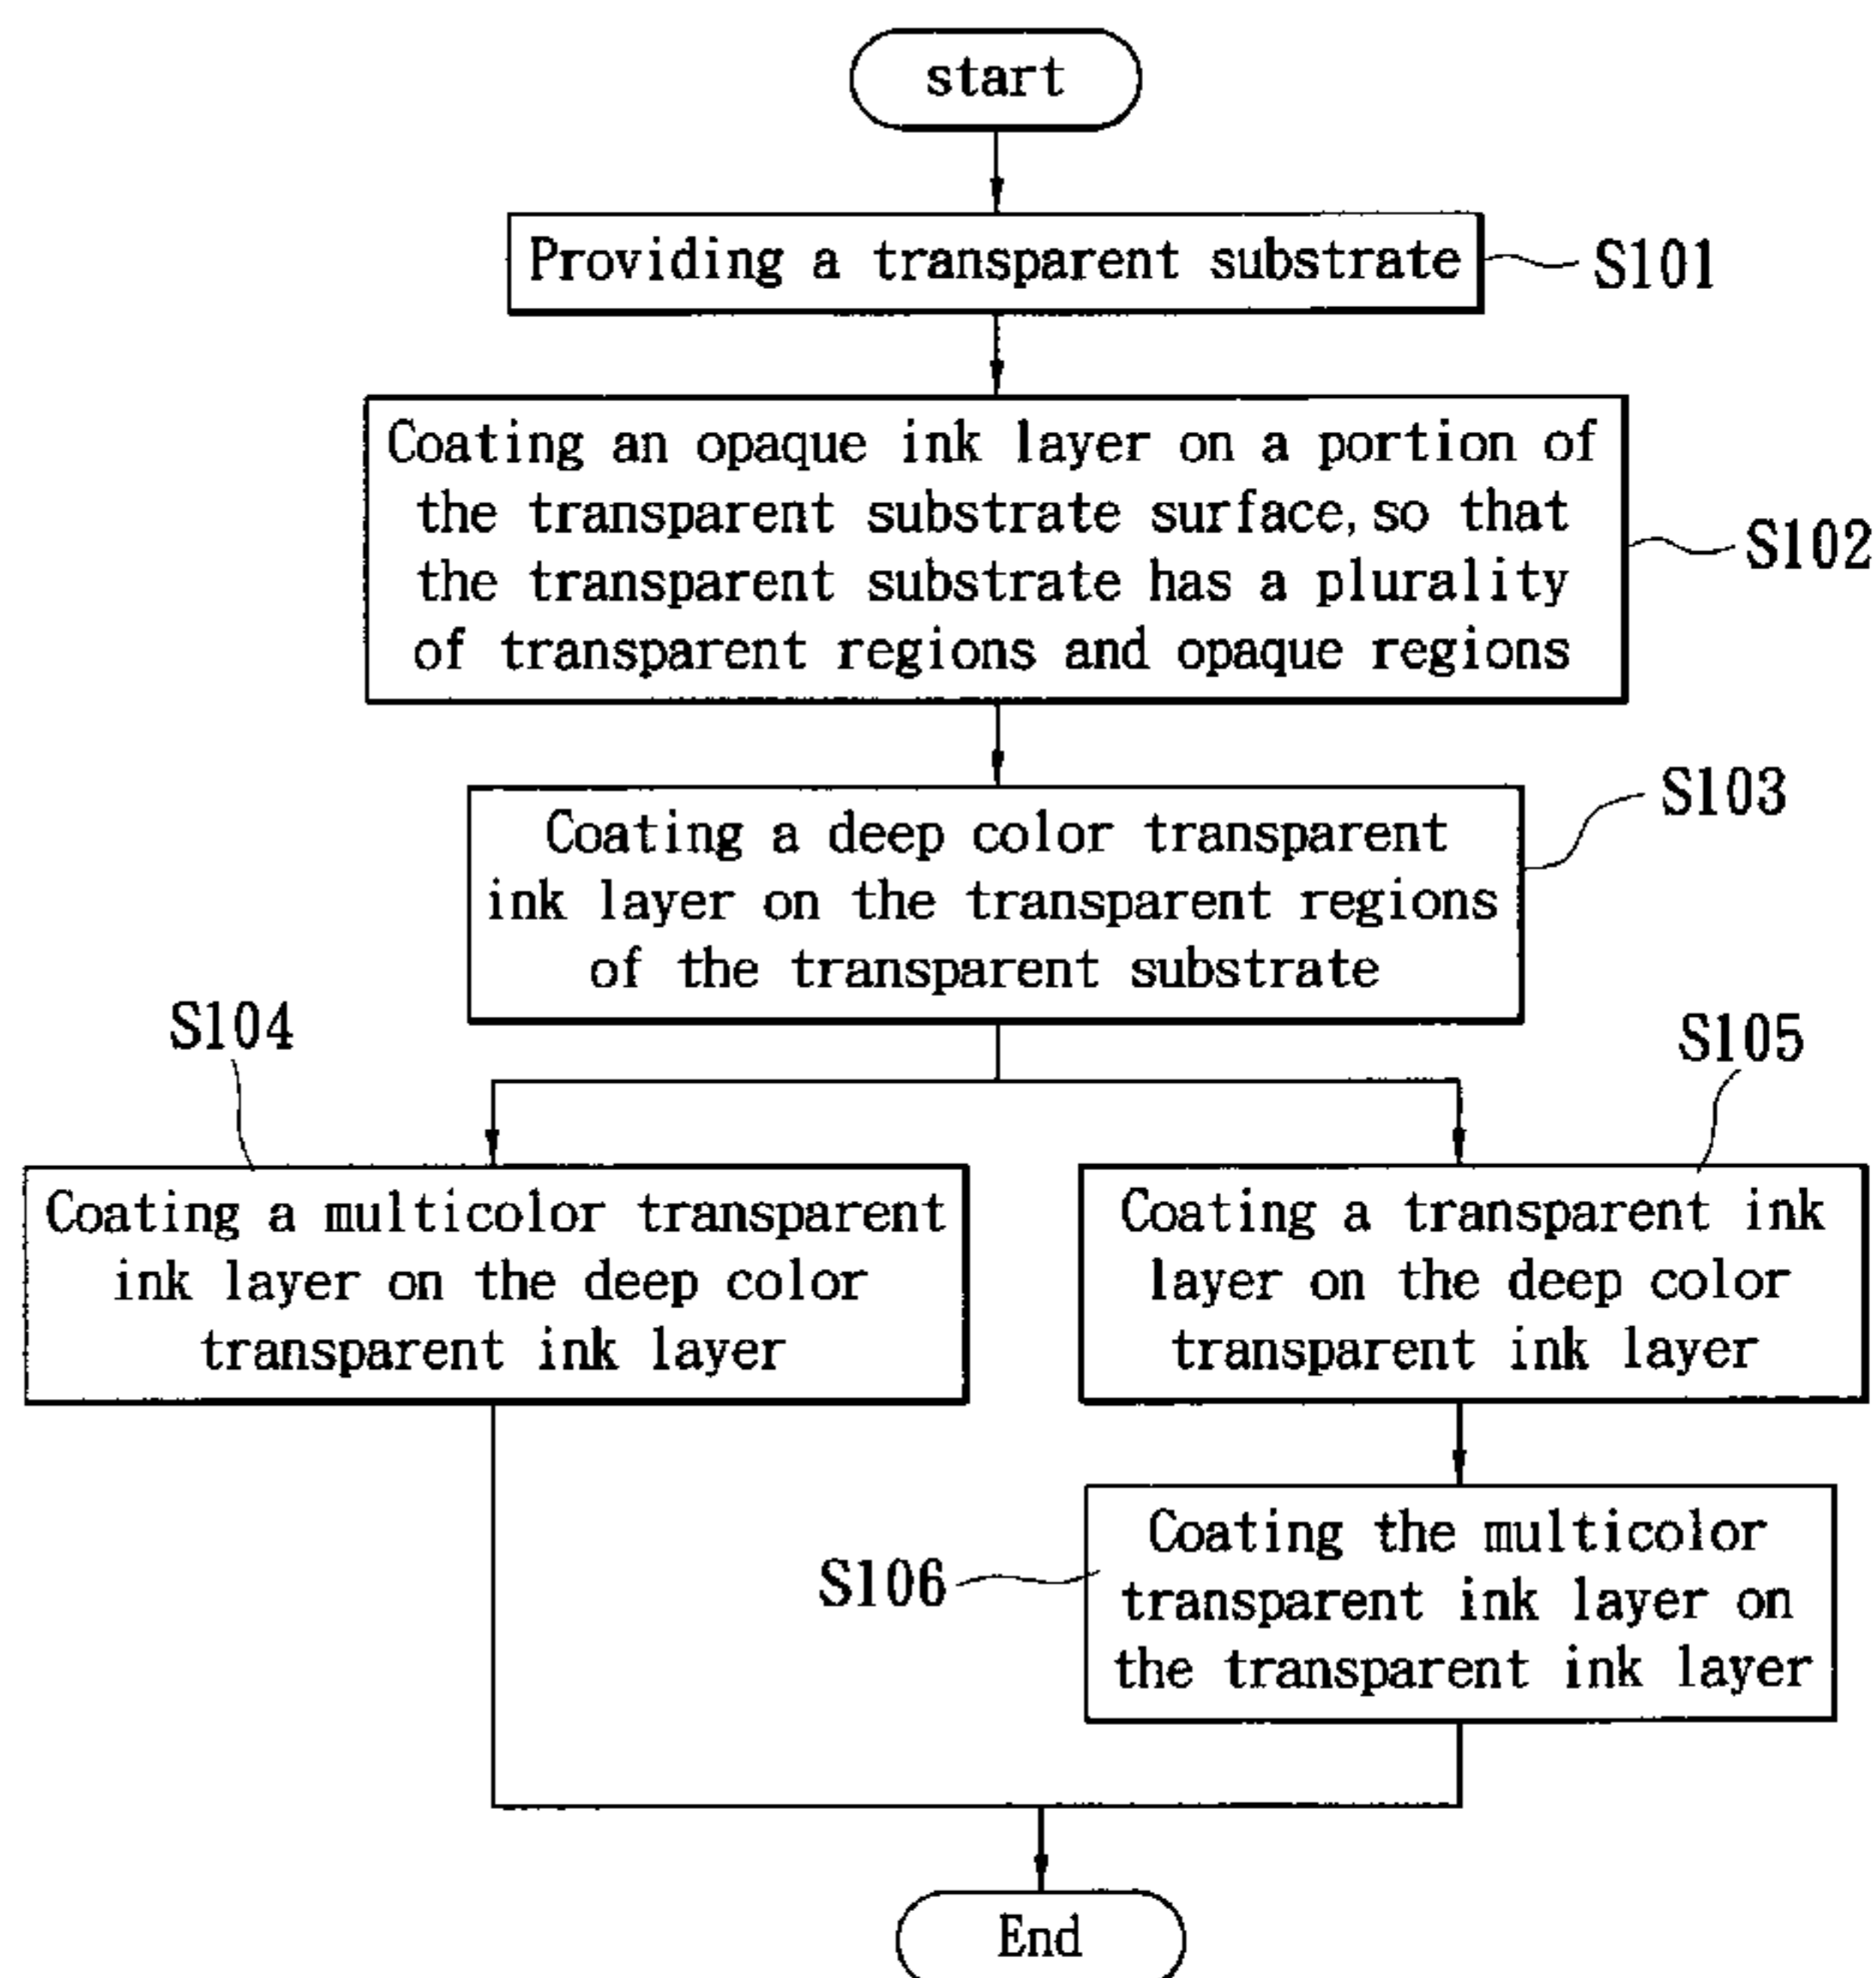 start
Providing a transparent substrate
S101
Coating an opaque ink layer on a portion of
the transparent substrate surface, so that
the transparent substrate has a plurality
of transparent regions and opaque regions
S102
Coating a deep color transparent
ink layer on the transparent regions
of the transparent substrate
S103
S104
Coating a multicolor transparent
ink layer on the deep color
transparent ink layer
S105
Coating a transparent ink
layer on the deep color
transparent ink layer
S106
Coating the multicolor
transparent ink layer on
the transparent ink layer
End